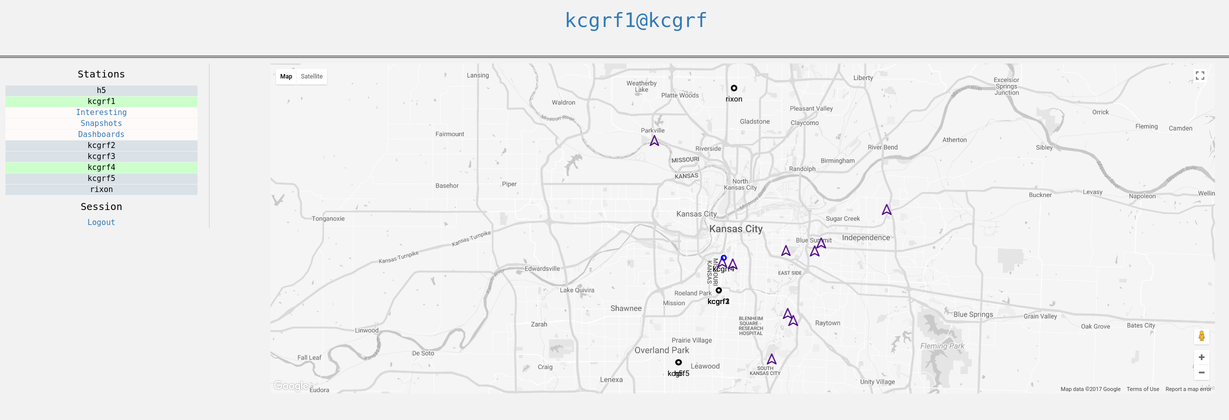 kcgrf1@kcgrf
Stations
h5
kcgrf1
Interesting
Snapshots
Dashboards
kcgrf2
kcgrf3
kcgrf4
kcgrf5
rixon
Session
Logout
Map Satellite
Lansing
Weatherby
Lake
Platte Woods
rixon
Liberty
Excelsior
Springs
Junction
Waldron
Pleasant Valley
Orrick
Fairmount
Parkville
Gladstone
Claycomo
Fleming
Camden
Riverside
River Bend
Atherton
Sibley
MISSOURI
KANSAS
Birmingham
Randolph
Basehor
Piper
North
Kansas City
Buckner
Levasy
Napoleon
Wellin
Tonganoxie
Kansas City
Sugar Creek
Kansas City
Kansas Turnpike
Blue Summit
Independence
Kansas Turnpike
Edwardsville
MISSOURI
KANSAS
EAST SIDE
Lake Quivira
Roeland Park
Mission
Shawnee
Zarah
BLENHEIM
SQUARE -
RESEARCH
HOSPITAL
Raytown
Blue Springs
Grain Valley
Oak Grove
Bates City
Linwood
Prairie Village
Overland Park
Fleming Park
Fall Leaf
De Soto
Craig
Leawood
SOUTH
KANSAS CITY
Lenexa
Unity Village
Eudora
Google
Map data ©2017 Google Terms of Use Report a map error